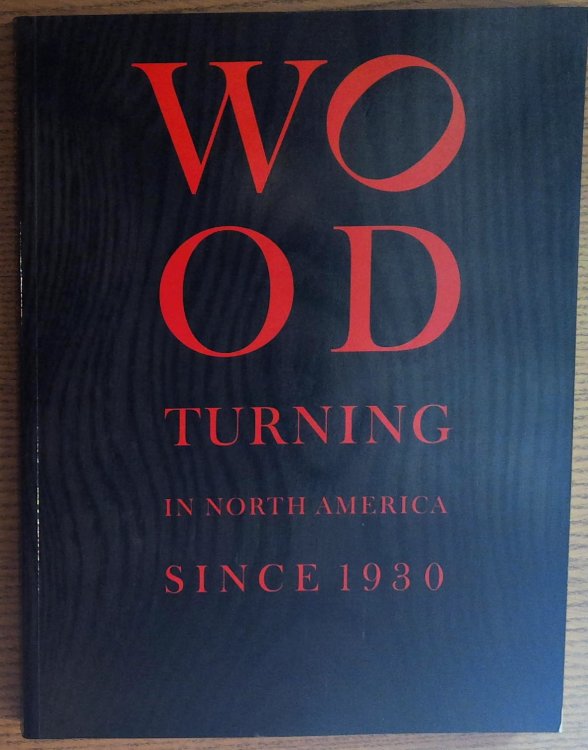 WO
OD
TURNING
IN NORTH AMERICA
SINCE 1930